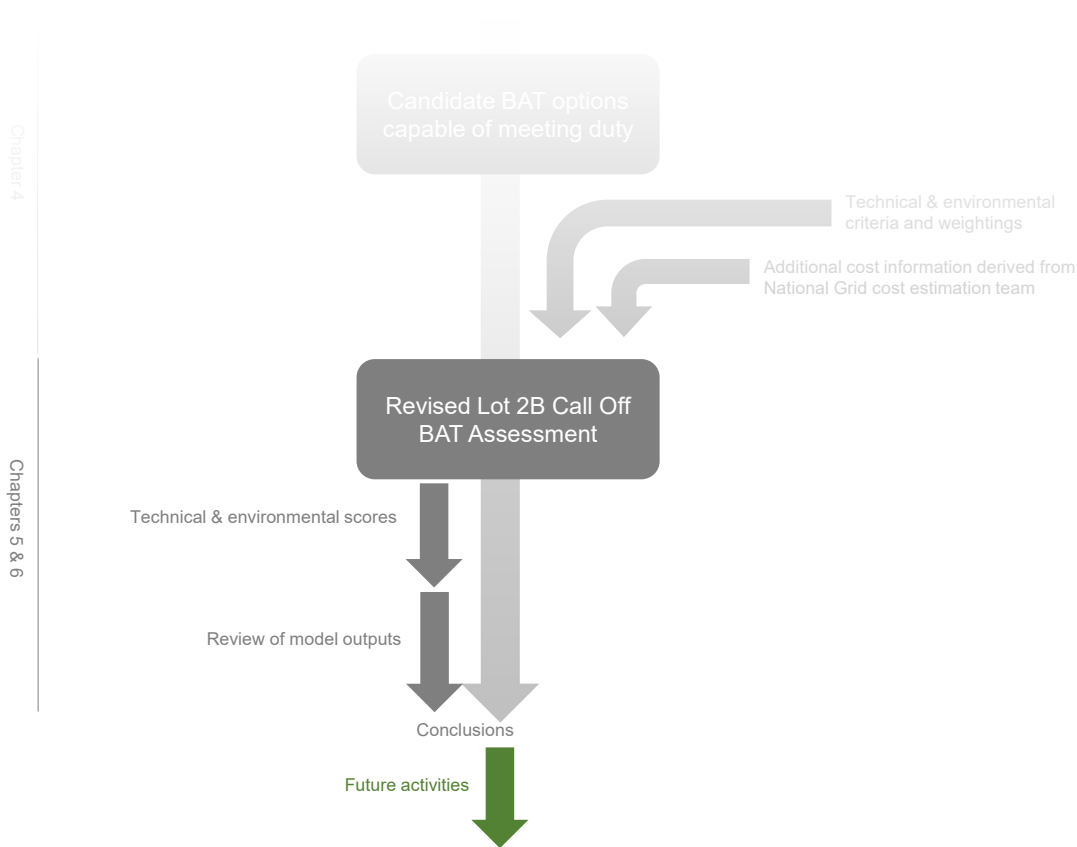 Candidate BAT options
capable of meeting duty
Chapter 4
Technical & environmental
criteria and weightings
Additional cost information derived from
National Grid cost estimation team
Revised Lot 2B Call Off
BAT Assessment
Chapters 5 & 6
Technical & environmental scores
Review of model outputs
Conclusions
Future activities